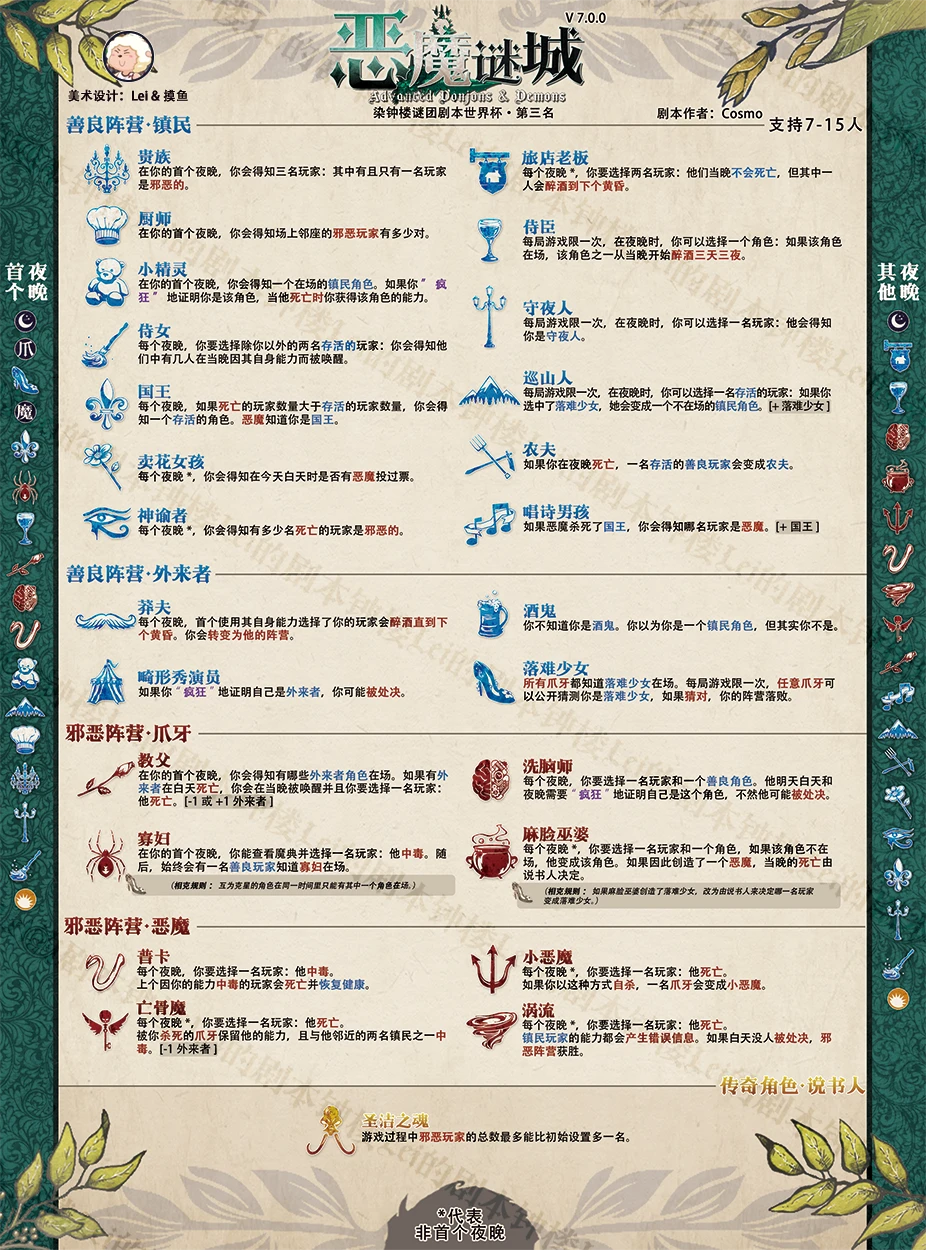 恶魔谜城
V 7.0.0
Advanced Donjons & Demons
染钟楼谜团剧本世界杯·第三名
美术设计：Lei & 摸鱼
剧本作者：Cosmo
支持7-15人
善良阵营·镇民
贵族
在你的首个夜晚，你会得知三名玩家：其中有且只有一名玩家
是邪恶的。
厨师
在你的首个夜晚，你会得知场上邻座的邪恶玩家有多少对。
小精灵
在你的首个夜晚，你会得知一个在场的镇民角色。如果你“ 疯
狂 ” 地证明你是该角色，当他死亡时你获得该角色的能力。
侍女
每个夜晚，你要选择除你以外的两名存活的玩家：你会得知他
们中有几人在当晚因其自身能力而被唤醒。
国王
每个夜晚，如果死亡的玩家数量大于存活的玩家数量，你会得
知一个存活的角色。恶魔知道你是国王。
卖花女孩
每个夜晚 *，你会得知在今天白天时是否有恶魔投过票。
神谕者
每个夜晚 *，你会得知有多少名死亡的玩家是邪恶的。
旅店老板
每个夜晚 *，你要选择两名玩家：他们当晚不会死亡，但其中一
人会醉酒到下个黄昏。
侍臣
每局游戏限一次，在夜晚时，你可以选择一个角色：如果该角色
在场，该角色之一从当晚开始醉酒三天三夜。
守夜人
每局游戏限一次，在夜晚时，你可以选择一名玩家：他会得知
你是守夜人。
巡山人
每局游戏限一次，在夜晚时，你可以选择一名存活的玩家：如果你
选中了落难少女，她会变成一个不在场的镇民角色。[+ 落难少女 ]
农夫
如果你在夜晚死亡，一名存活的善良玩家会变成农夫。
唱诗男孩
如果恶魔杀死了国王，你会得知哪名玩家是恶魔。[+ 国王 ]
善良阵营·外来者
莽夫
每个夜晚，首个使用其自身能力选择了你的玩家会醉酒直到下
个黄昏。你会转变为他的阵营。
畸形秀演员
如果你“疯狂”地证明自己是外来者，你可能被处决。
酒鬼
你不知道你是酒鬼。你以为你是一个镇民角色，但其实你不是。
落难少女
所有爪牙都知道落难少女在场。每局游戏限一次，任意爪牙可
以公开猜测你是落难少女，如果猜对，你的阵营落败。
邪恶阵营·爪牙
教父
在你的首个夜晚，你会得知有哪些外来者角色在场。如果有外
来者在白天死亡，你会在当晚被唤醒并且你要选择一名玩家：
他死亡。[-1 或 +1 外来者 ]
寡妇
在你的首个夜晚，你能查看魔典并选择一名玩家：他中毒。随
后，始终会有一名善良玩家知道寡妇在场。
（相克规则：互为克星的角色在同一时间里只能有其中一个角色在场。）
洗脑师
每个夜晚，你要选择一名玩家和一个善良角色。他明天白天和
夜晚需要“疯狂”地证明自己是这个角色，不然他可能被处决。
麻脸巫婆
每个夜晚 *，你要选择一名玩家和一个角色，如果该角色不在
场，他变成该角色。如果因此创造了一个恶魔，当晚的死亡由
说书人决定。
（相克规则：如果麻脸巫婆创造了落难少女，改为由说书人来决定哪一名玩家
变成落难少女。）
邪恶阵营·恶魔
普卡
每个夜晚，你要选择一名玩家：他中毒。
上个因你的能力中毒的玩家会死亡并恢复健康。
亡骨魔
每个夜晚 *，你要选择一名玩家：他死亡。
被你杀死的爪牙保留他的能力，且与他邻近的两名镇民之一中
毒。[-1 外来者 ]
小恶魔
每个夜晚 *，你要选择一名玩家：他死亡。
如果你以这种方式自杀，一名爪牙会变成小恶魔。
涡流
每个夜晚 *，你要选择一名玩家：他死亡。
镇民玩家的能力都会产生错误信息。如果白天没人被处决，邪
恶阵营获胜。
传奇角色·说书人
圣洁之魂
游戏过程中邪恶玩家的总数最多能比初始设置多一名。
*代表
非首个夜晚
首个夜晚
爪
魔
其他夜晚